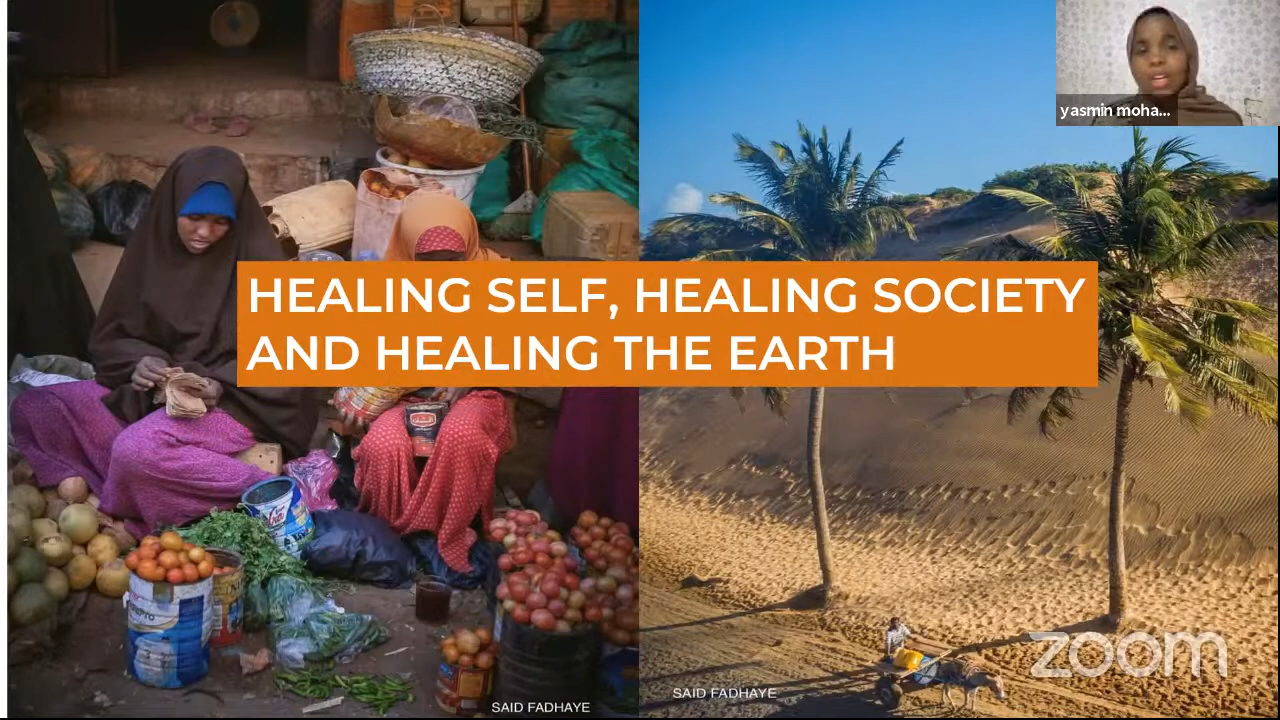 yasmin moha...
HEALING SELF, HEALING SOCIETY
AND HEALING THE EARTH
SAID FADHAYE
SAID FADHAYE
zoom